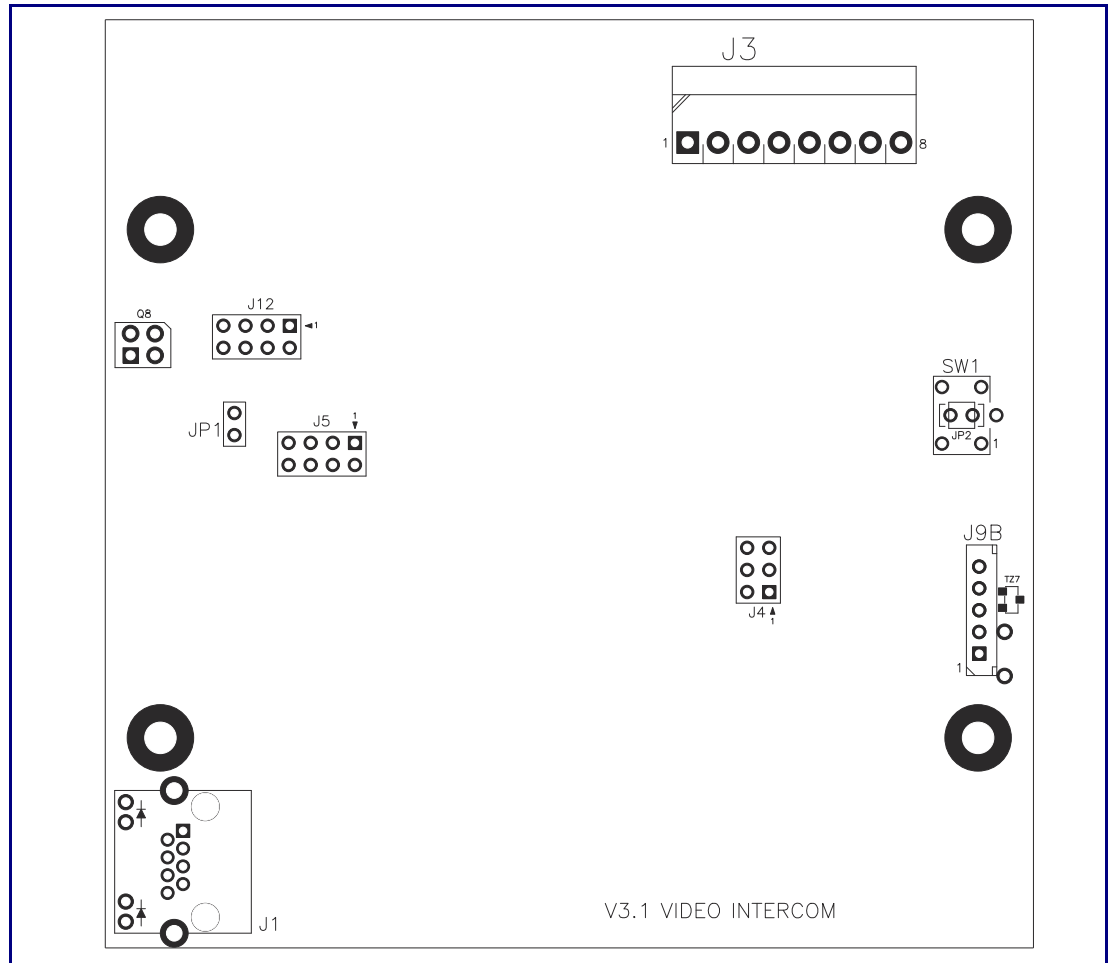 J3
1
8
Q8
J12
1
SW1
JP1
J5
1
JP2
1
J9B
TZ7
J4
1
1
J1
V3.1 VIDEO INTERCOM